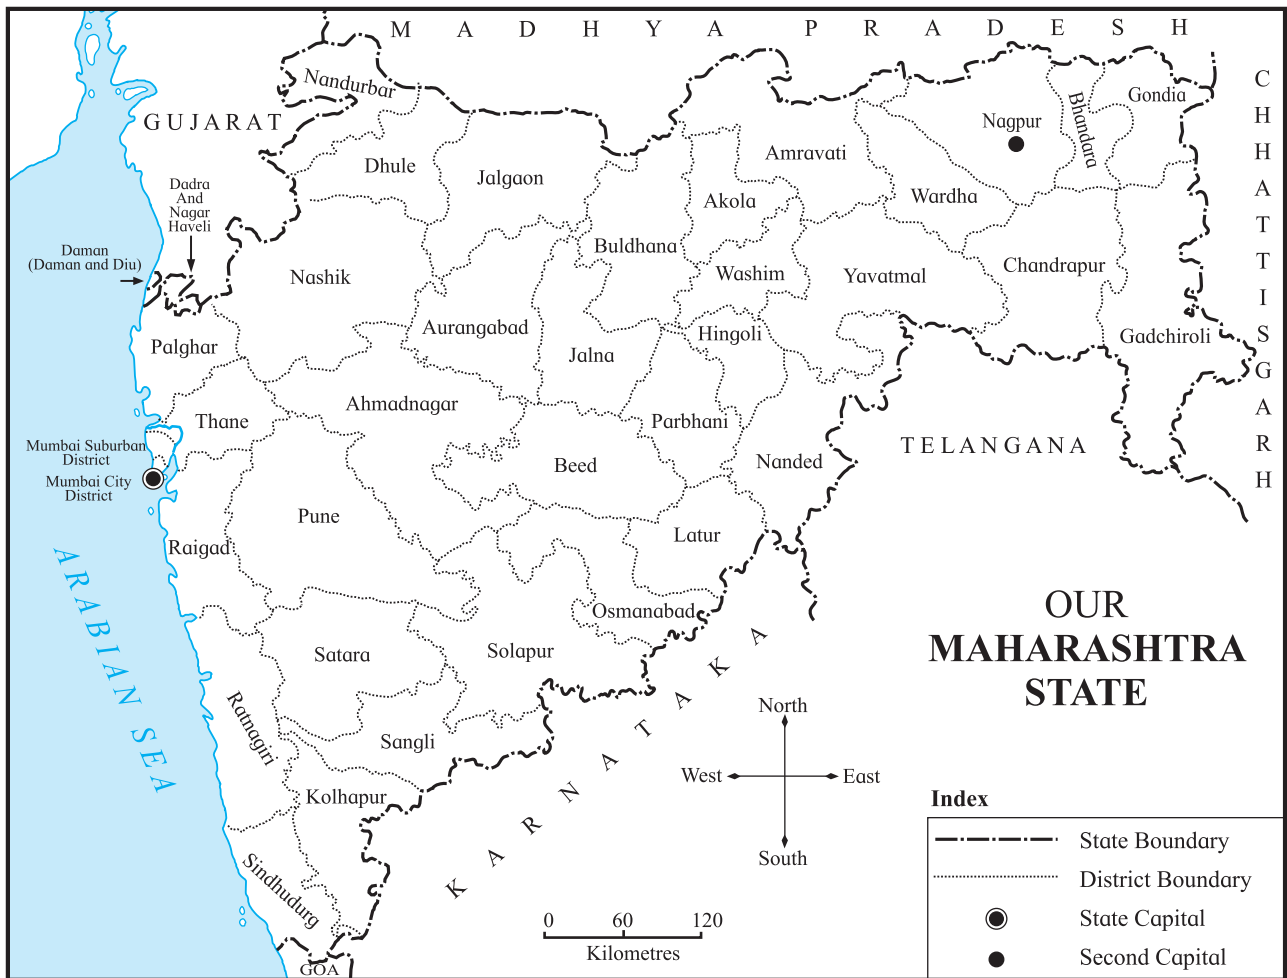 MADHYA PRADESH
CHHATTISGARH
GUJARAT
Nandurbar
Dhule
Jalgaon
Amravati
Nagpur
Bhandara
Gondia
Dadra
And
Nagar
Haveli
Akola
Wardha
Daman
(Daman and Diu)
Nashik
Buldhana
Washim
Yavatmal
Chandrapur
Palghar
Aurangabad
Jalna
Hingoli
Gadchiroli
Thane
Ahmadnagar
Parbhani
TELANGANA
Mumbai Suburban
District
Mumbai City
District
Beed
Nanded
Pune
Raigad
Latur
ARABIAN SEA
Osmanabad
Satara
Solapur
Ratnagiri
Sangli
Kolhapur
Sindhudurg
KARNATAKA
GOA
OUR
MAHARASHTRA
STATE
North
West
East
South
0 60 120
Kilometres
Index
State Boundary
District Boundary
State Capital
Second Capital